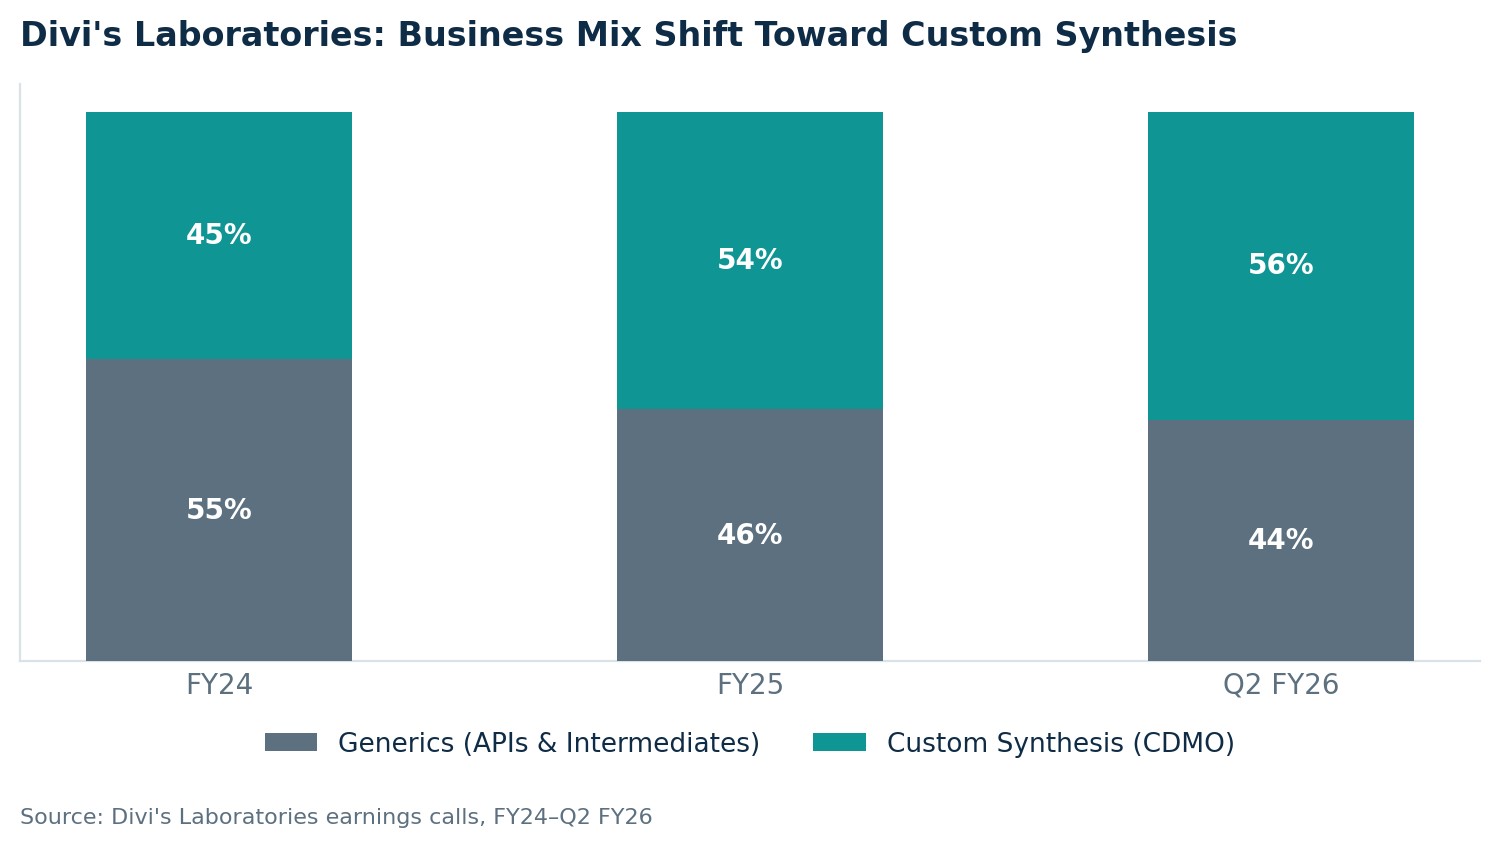 Divi's Laboratories: Business Mix Shift Toward Custom Synthesis
45% 54% 56%
55% 46% 44%
FY24 FY25 Q2 FY26
Generics (APIs & Intermediates) Custom Synthesis (CDMO)
Source: Divi's Laboratories earnings calls, FY24–Q2 FY26